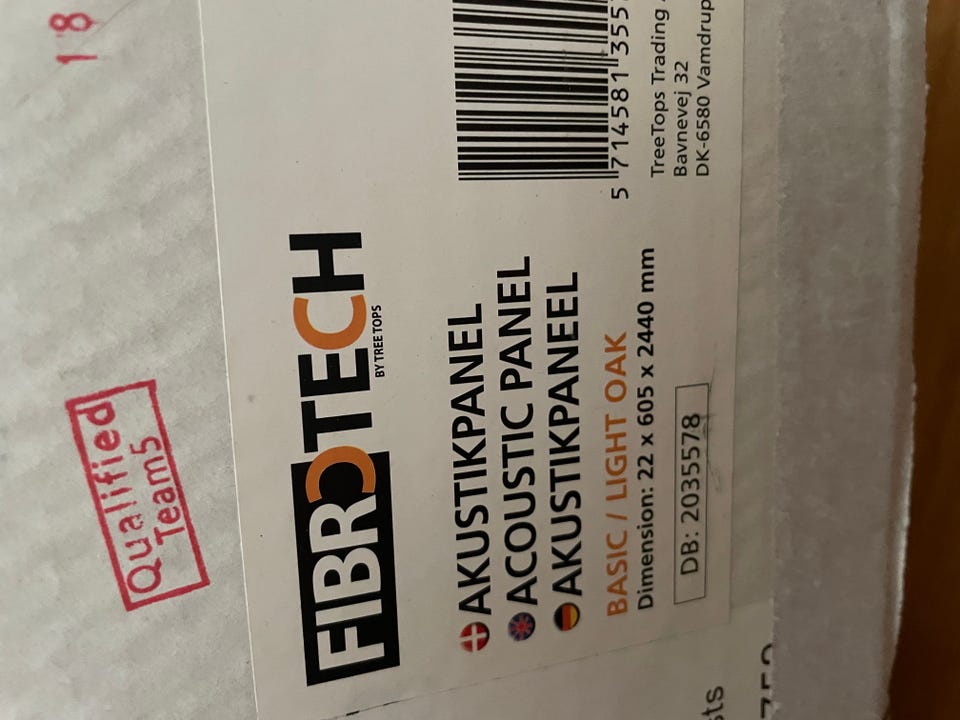 18
Qualified
Team5
FIBROTECH
BY TREE TOPS
AKUSTIKPANEL
ACOUSTIC PANEL
AKUSTIKPANEEL
BASIC / LIGHT OAK
Dimension: 22 x 605 x 2440 mm
DB: 2035578
5 714581 355
TreeTops Trading
Bavnevej 32
DK-6580 Vamdrup
sts